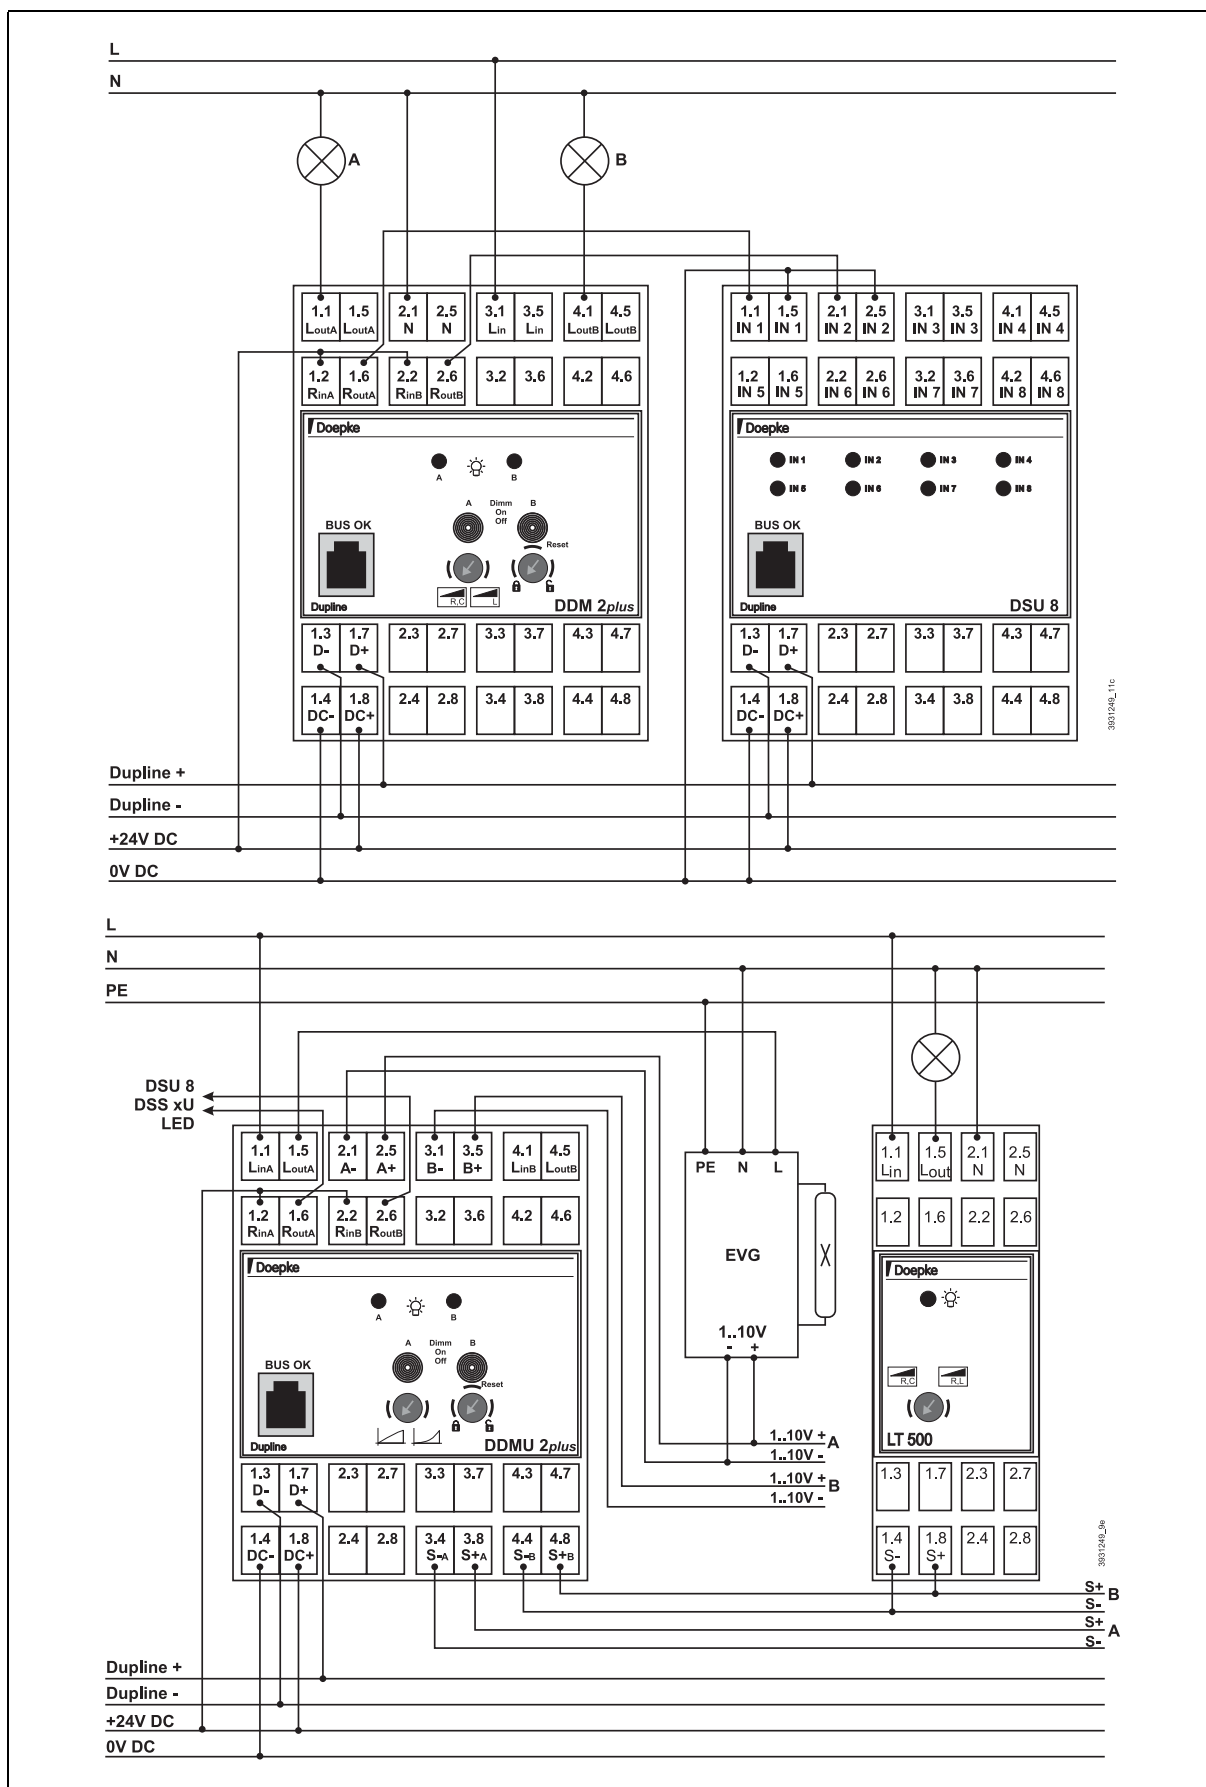 L
N
A
B
1.1 1.5 2.1 2.5 3.1 3.5 4.1 4.5
LoutA LoutA N N Lin Lin LoutB LoutB
1.2 1.6 2.2 2.6 3.2 3.6 4.2 4.6
RinA RoutA RinB RoutB
Doepke
A B
A Dimm B
On
Off
Reset
BUS OK
R,C L
Dupline
DDM 2plus
1.3 1.7 2.3 2.7 3.3 3.7 4.3 4.7
D- D+
1.4 1.8 2.4 2.8 3.4 3.8 4.4 4.8
DC- DC+
1.1 1.5 2.1 2.5 3.1 3.5 4.1 4.5
IN 1 IN 1 IN 2 IN 2 IN 3 IN 3 IN 4 IN 4
1.2 1.6 2.2 2.6 3.2 3.6 4.2 4.6
IN 5 IN 5 IN 6 IN 6 IN 7 IN 7 IN 8 IN 8
Doepke
IN 1 IN 2 IN 3 IN 4
IN 5 IN 6 IN 7 IN 8
BUS OK
Dupline
DSU 8
1.3 1.7 2.3 2.7 3.3 3.7 4.3 4.7
D- D+
1.4 1.8 2.4 2.8 3.4 3.8 4.4 4.8
DC- DC+
3931249_11c
Dupline +
Dupline -
+24V DC
0V DC
L
N
PE
DSU 8
DSS xU
LED
1.1 1.5 2.1 2.5 3.1 3.5 4.1 4.5
LinA LoutA A- A+ B- B+ LinB LoutB
1.2 1.6 2.2 2.6 3.2 3.6 4.2 4.6
RinA RoutA RinB RoutB
Doepke
A B
A Dimm B
On
Off
Reset
BUS OK
Dupline
DDMU 2plus
1.3 1.7 2.3 2.7 3.3 3.7 4.3 4.7
D- D+
1.4 1.8 2.4 2.8 3.4 3.8 4.4 4.8
DC- DC+ S-A S+A S-B S+B
PE N L
EVG
1..10V
- +
1..10V +
A
1..10V -
1..10V +
B
1..10V -
1.1 1.5 2.1 2.5
Lin Lout N N
1.2 1.6 2.2 2.6
Doepke
R,C R,L
LT 500
1.3 1.7 2.3 2.7
1.4 1.8 2.4 2.8
S- S+
3931249_9e
S+
B
S-
S+
A
S-
Dupline +
Dupline -
+24V DC
0V DC